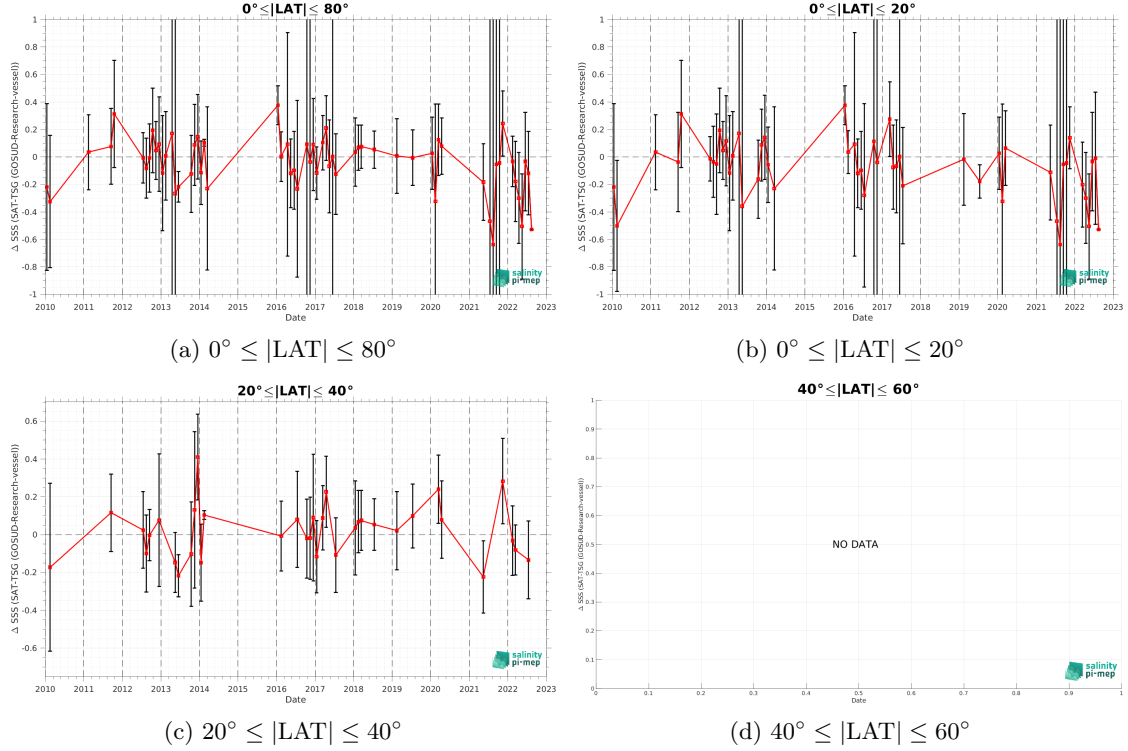 0°≤|LAT|≤ 80°
Δ SSS (SAT-TSG (GOSUD-Research-vessel))
1
0.8
0.6
0.4
0.2
0
-0.2
-0.4
-0.6
-0.8
-1
2010 2011 2012 2013 2014 2015 2016 2017 2018 2019 2020 2021 2022 2023
Date
salinity
pi-mep
(a) 0° ≤ |LAT| ≤ 80°
0°≤|LAT|≤ 20°
Δ SSS (SAT-TSG (GOSUD-Research-vessel))
1
0.8
0.6
0.4
0.2
0
-0.2
-0.4
-0.6
-0.8
-1
2010 2011 2012 2013 2014 2015 2016 2017 2018 2019 2020 2021 2022 2023
Date
salinity
pi-mep
(b) 0° ≤ |LAT| ≤ 20°
20°≤|LAT|≤ 40°
Δ SSS (SAT-TSG (GOSUD-Research-vessel))
0.6
0.4
0.2
0
-0.2
-0.4
-0.6
2010 2011 2012 2013 2014 2015 2016 2017 2018 2019 2020 2021 2022 2023
Date
salinity
pi-mep
(c) 20° ≤ |LAT| ≤ 40°
40°≤|LAT|≤ 60°
Δ SSS (SAT-TSG (GOSUD-Research-vessel))
1
0.9
0.8
0.7
0.6
0.5
0.4
0.3
0.2
0.1
0
NO DATA
0 0.1 0.2 0.3 0.4 0.5 0.6 0.7 0.8 0.9 1
Date
salinity
pi-mep
(d) 40° ≤ |LAT| ≤ 60°